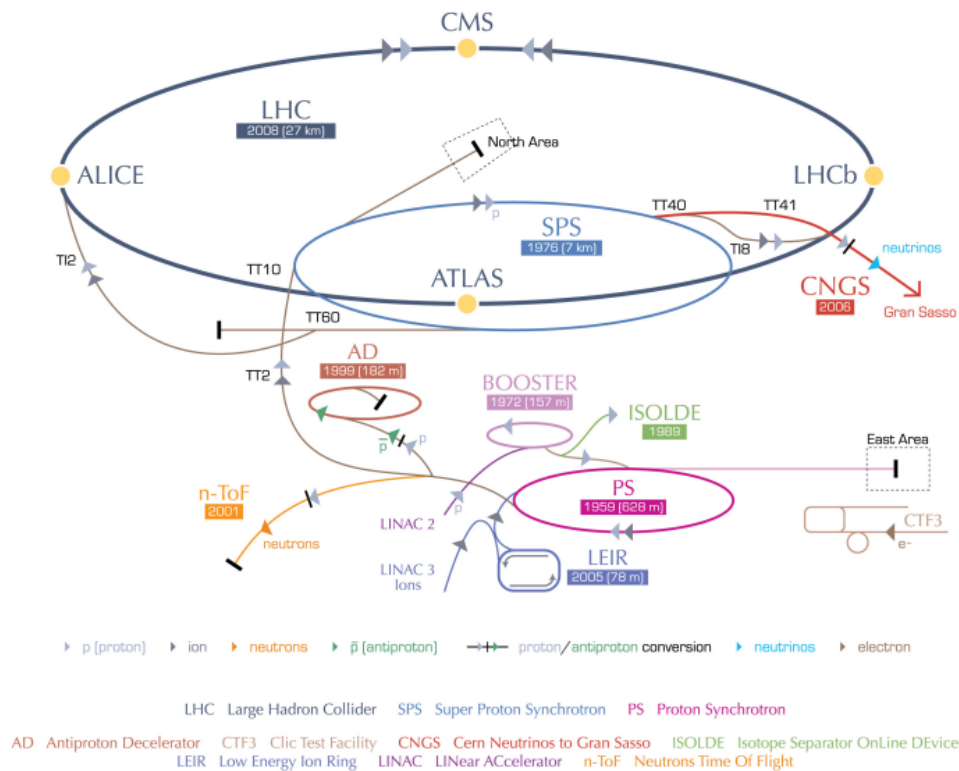 CMS
LHC
2008 (27 km)
North Area
ALICE
LHCb
TT40
TT41
SPS
1976 (7 km)
p
TI8
TI2
TT10
ATLAS
neutrinos
CNGS
2006
Gran Sasso
TT60
AD
1999 (182 m)
TT2
BOOSTER
1972 (157 m)
ISOLDE
1989
p̅
p
East Area
n-ToF
2001
LINAC 2
p
PS
1959 (628 m)
neutrons
CTF3
e-
LINAC 3
Ions
LEIR
2005 (78 m)
p (proton) ion neutrons p̅ (antiproton) proton/antiproton conversion neutrinos electron
LHC Large Hadron Collider SPS Super Proton Synchrotron PS Proton Synchrotron
AD Antiproton Decelerator CTF3 Clic Test Facility CNGS Cern Neutrinos to Gran Sasso ISOLDE Isotope Separator OnLine DEvice
LEIR Low Energy Ion Ring LINAC LINear ACcelerator n-ToF Neutrons Time Of Flight